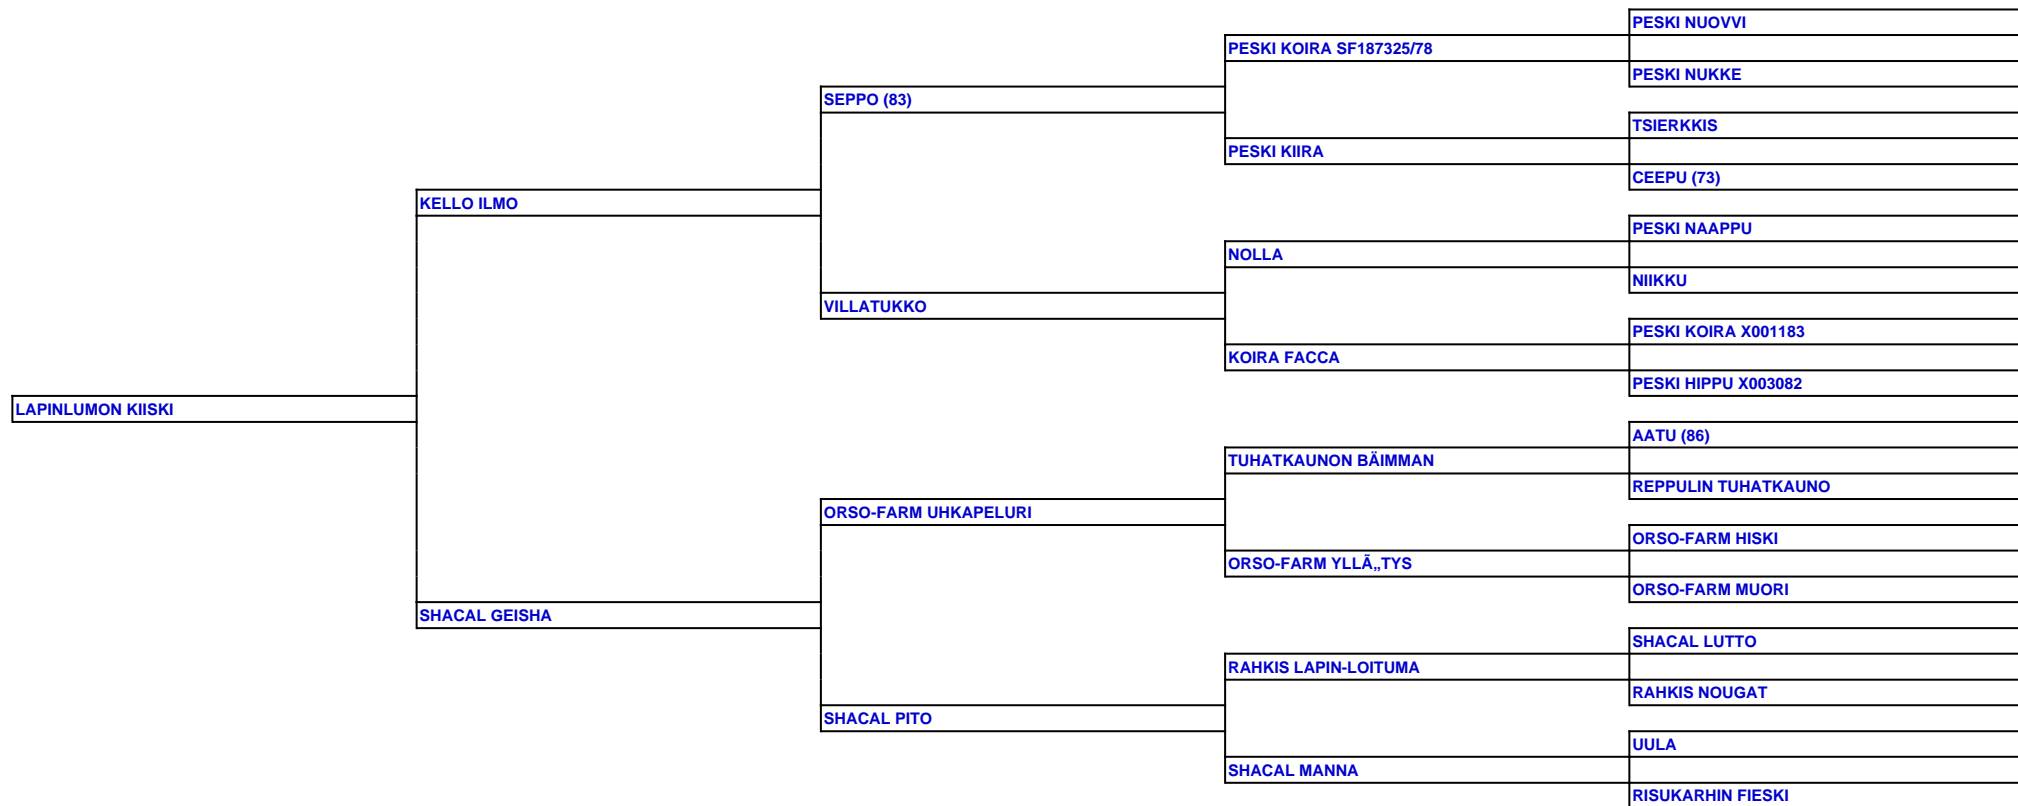 PESKI NUOVVI
PESKI KOIRA SF187325/78
PESKI NUKKE
SEPPO (83)
TSIERKKIS
PESKI KIIRA
CEEPU (73)
KELLO ILMO
PESKI NAAPPU
NOLLA
NIIKKU
VILLATUKKO
PESKI KOIRA X001183
KOIRA FACCA
PESKI HIPPU X003082
LAPINLUMON KIISKI
AATU (86)
TUHATKAUNON BÄIMMAN
REPPULIN TUHATKAUNO
ORSO-FARM UHKAPELURI
ORSO-FARM HISKI
ORSO-FARM YLLÃ„TYS
ORSO-FARM MUORI
SHACAL GEISHA
SHACAL LUTTO
RAHKIS LAPIN-LOITUMA
RAHKIS NOUGAT
SHACAL PITO
UULA
SHACAL MANNA
RISUKARHIN FIESKI